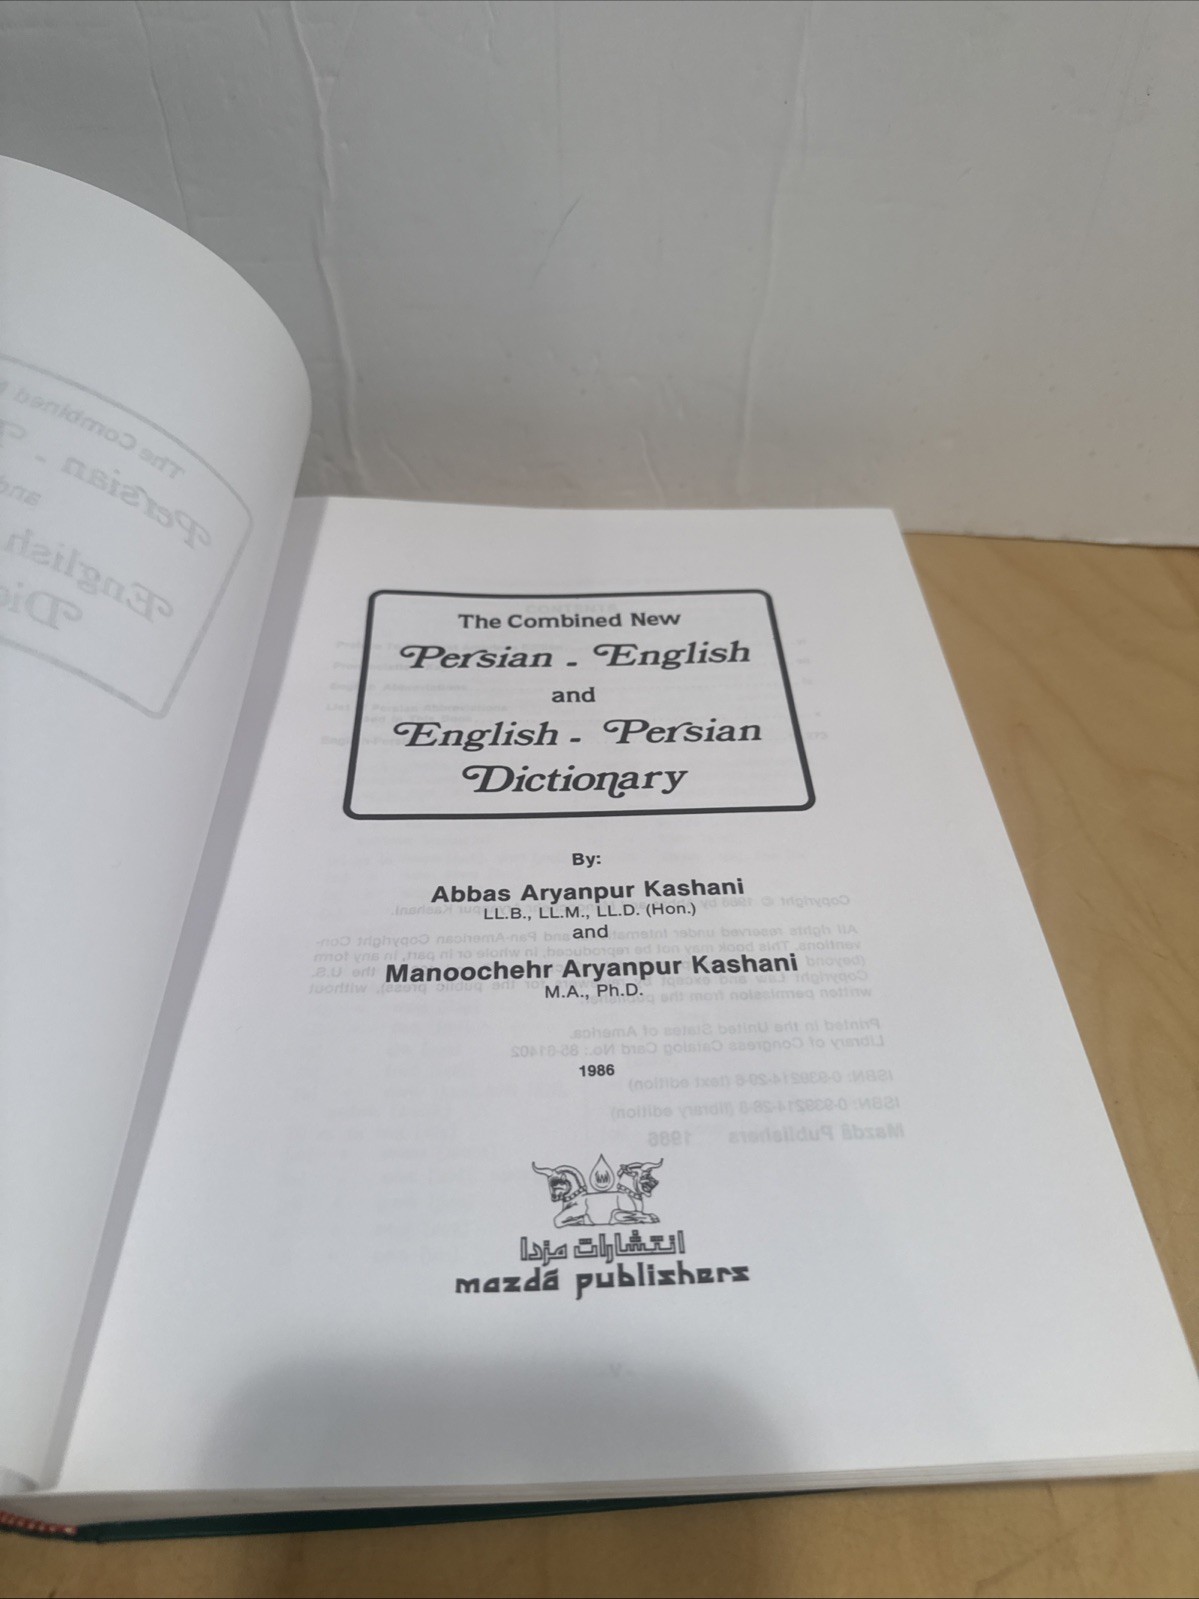 The Combined New
Persian - English
and
English - Persian
Dictionary
By:
Abbas Aryanpur Kashani
LL.B., LL.M., LL.D. (Hon.)
and
Manoochehr Aryanpur Kashani
M.A., Ph.D.
1986
انتشارات مزدا
mazdâ publishers